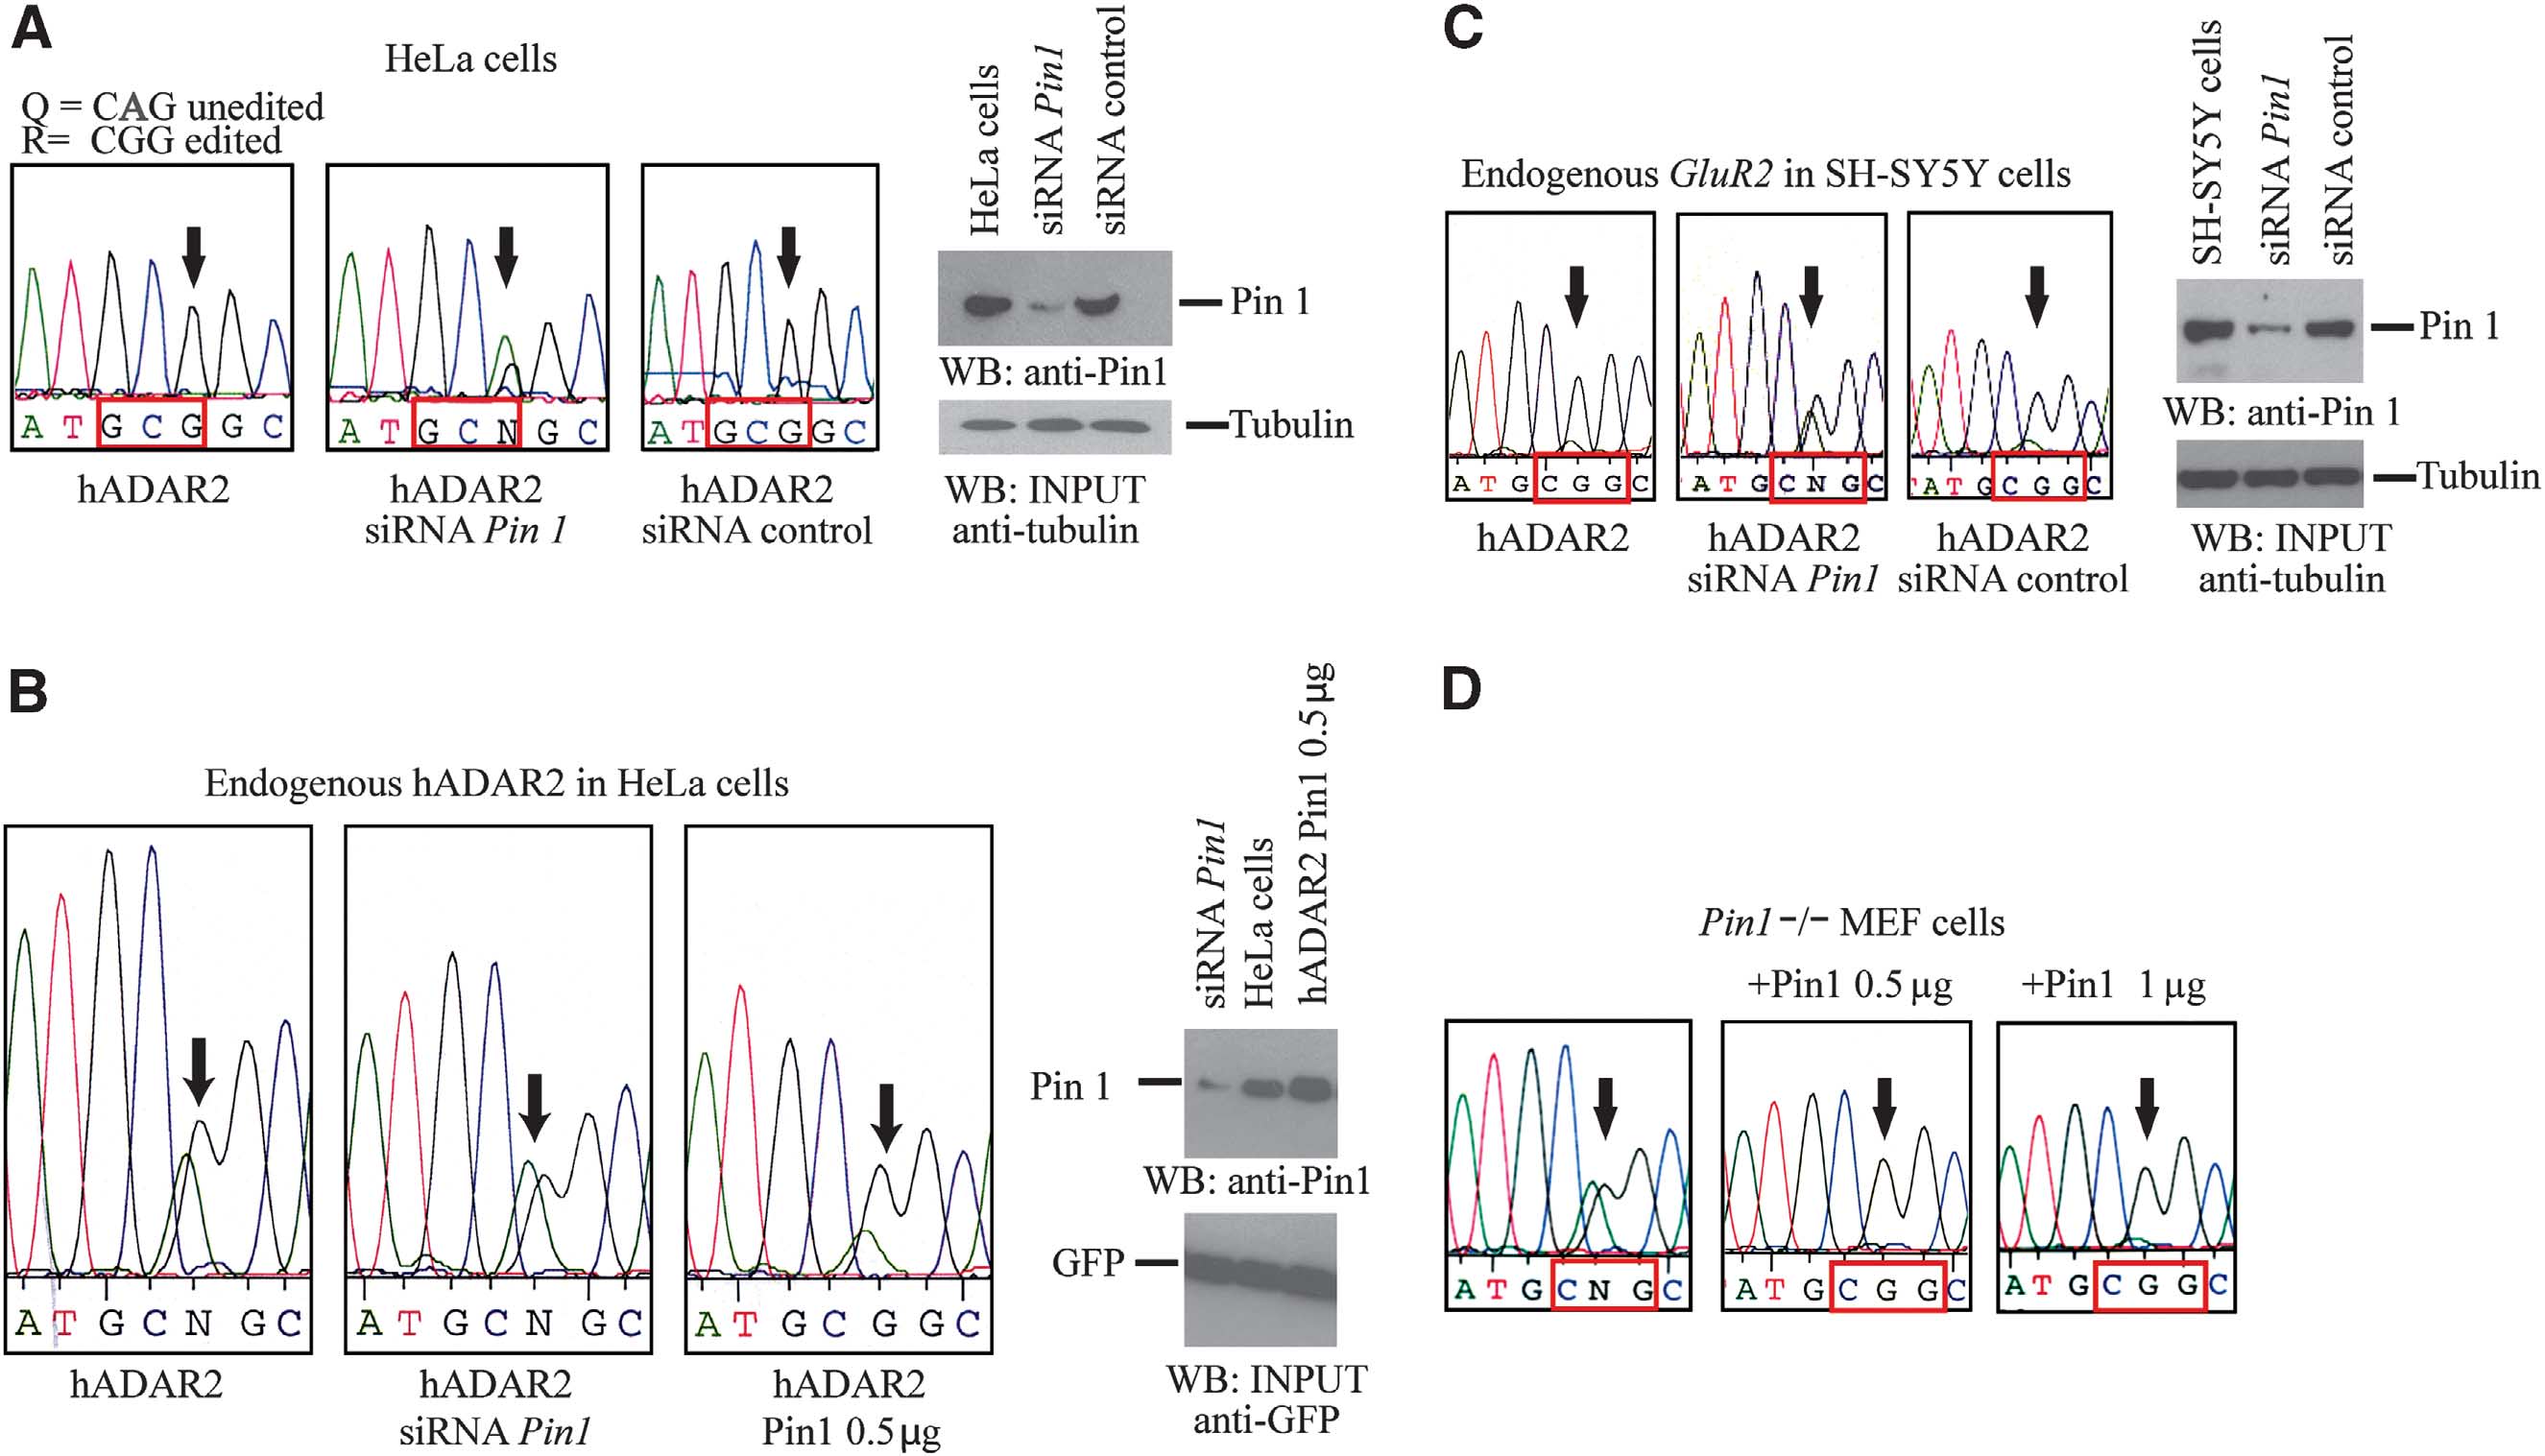 A
HeLa cells
Q = CAG unedited
R= CGG edited
A T G C G G C
hADAR2
A T G C N G C
hADAR2
siRNA Pin 1
A T G C G G C
hADAR2
siRNA control
HeLa cells
siRNA Pin1
siRNA control
Pin 1
WB: anti-Pin1
Tubulin
WB: INPUT
anti-tubulin
B
Endogenous hADAR2 in HeLa cells
A T G C N G C
hADAR2
A T G C N G C
hADAR2
siRNA Pin1
A T G C G G C
hADAR2
Pin1 0.5 µg
siRNA Pin1
HeLa cells
hADAR2 Pin1 0.5 µg
Pin 1
WB: anti-Pin1
GFP
WB: INPUT
anti-GFP
C
Endogenous GluR2 in SH-SY5Y cells
A T G C G G C
hADAR2
A T G C N G C
hADAR2
siRNA Pin1
A T G C G G C
hADAR2
siRNA control
SH-SY5Y cells
siRNA Pin1
siRNA control
Pin 1
WB: anti-Pin 1
Tubulin
WB: INPUT
anti-tubulin
D
Pin1 −/− MEF cells
+Pin1 0.5 µg
+Pin1 1 µg
A T G C N G C
A T G C G G C
A T G C G G C